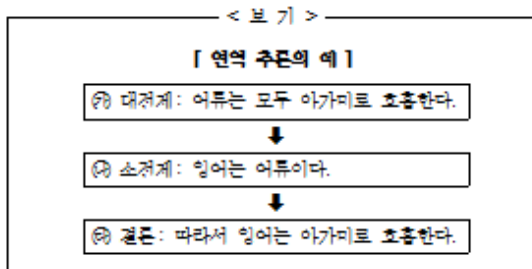 < 보 기 >
[ 연역 추론의 예 ]
㉮ 대전제: 어류는 모두 아가미로 호흡한다.
㉯ 소전제: 잉어는 어류이다.
㉰ 결론: 따라서 잉어는 아가미로 호흡한다.